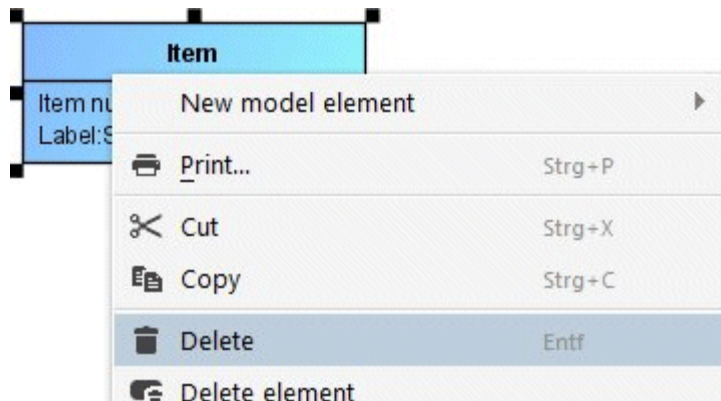 Item
Item nu
Label:S
New model element
Print... Strg+P
Cut Strg+X
Copy Strg+C
Delete Entf
Delete element